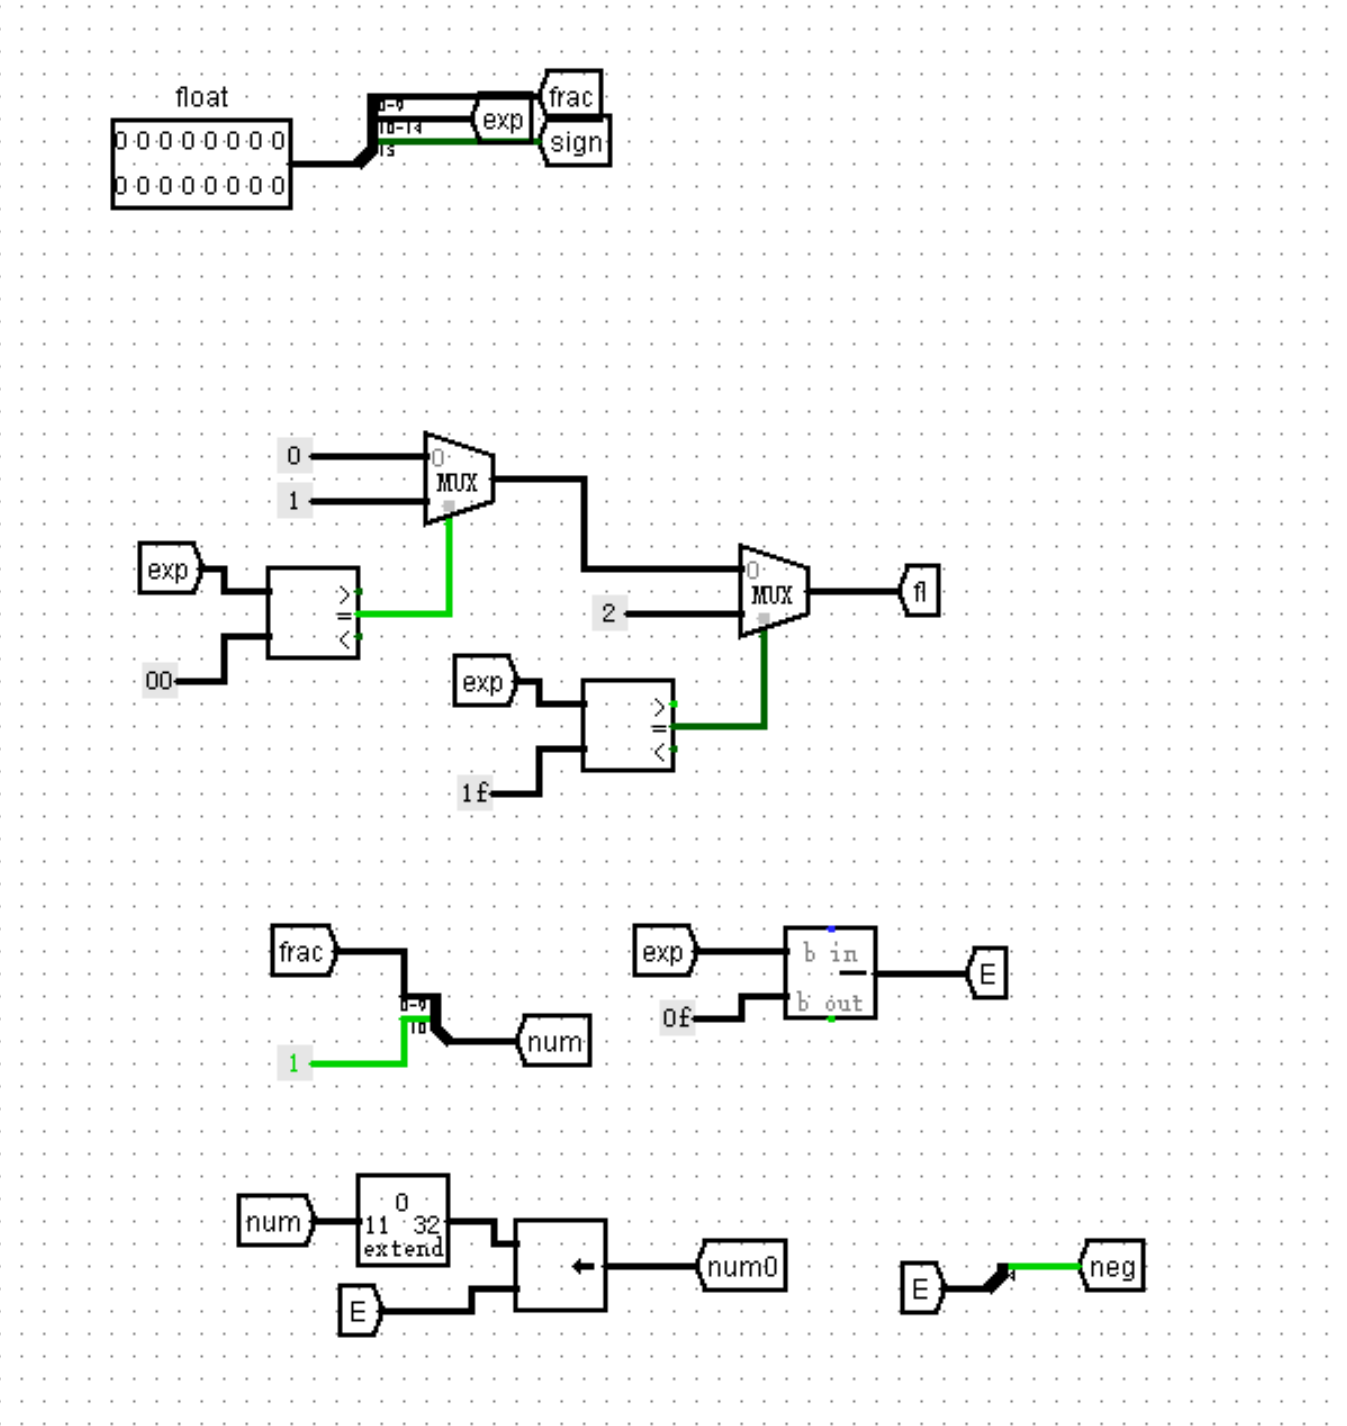 float
0 0 0 0 0 0 0 0
0 0 0 0 0 0 0 0
0-9
10-14
15
frac
exp
sign
0
1
0
MUX
exp
>
=
<
00
2
0
MUX
fl
exp
>
=
<
1f
frac
0-9
10
1
num
exp
0f
b in
b out
E
num
0
11 32
extend
E
num0
E
neg